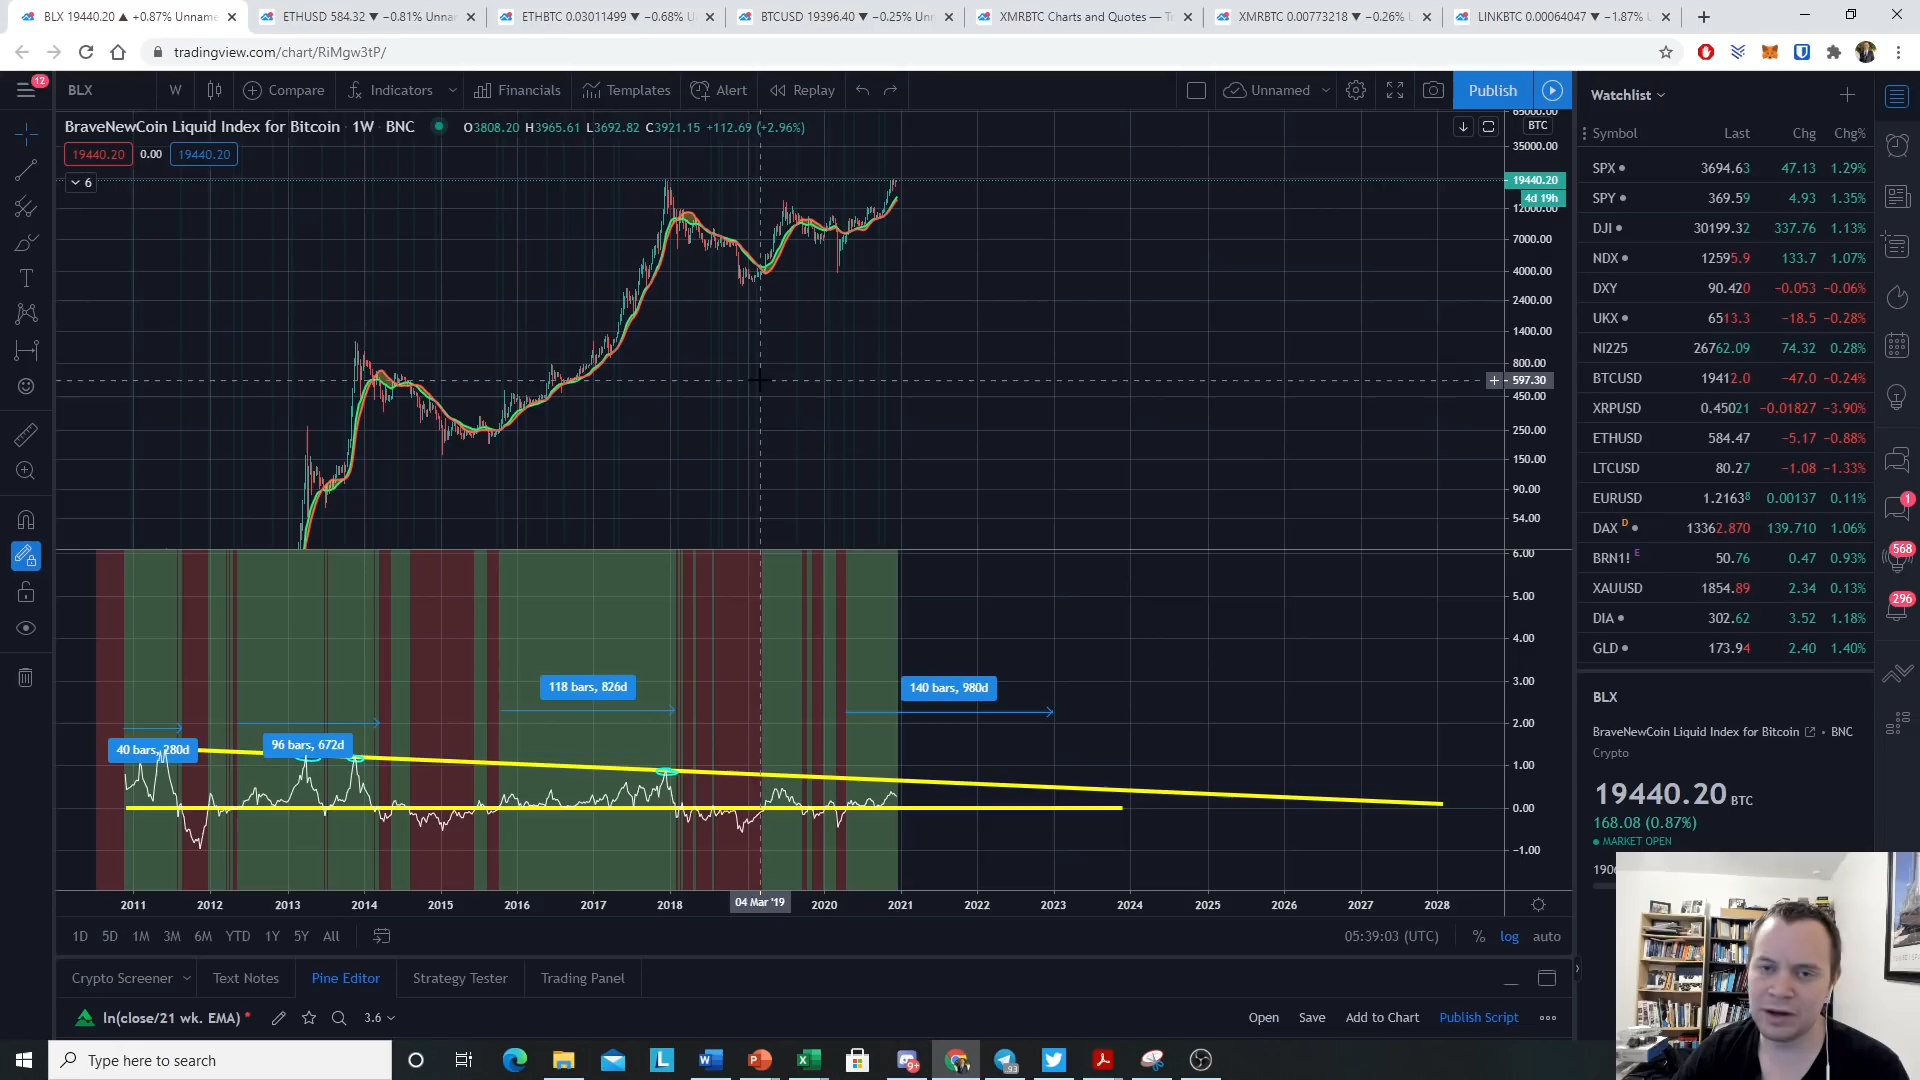 BLX 19440.20 ▲ +0.87% Unname
ETHUSD 584.32 ▼ −0.81% Unnar
ETHBTC 0.03011499 ▼ −0.68% U
BTCUSD 19396.40 ▼ −0.25% Unn
XMRBTC Charts and Quotes — Tr
XMRBTC 0.00773218 ▼ −0.26% U
LINKBTC 0.00064047 ▼ −1.87% U
tradingview.com/chart/RiMgw3tP/
12
BLX
W
Compare
Indicators
Financials
Templates
Alert
Replay
Unnamed
Publish
BraveNewCoin Liquid Index for Bitcoin · 1W · BNC
O3808.20 H3965.61 L3692.82 C3921.15 +112.69 (+2.96%)
19440.20 0.00 19440.20
6
65000.00
BTC
35000.00
19440.20
4d 19h
12000.00
7000.00
4000.00
2400.00
1400.00
800.00
597.30
450.00
250.00
150.00
90.00
54.00
6.00
5.00
4.00
3.00
2.00
1.00
0.00
−1.00
40 bars, 280d
96 bars, 672d
118 bars, 826d
140 bars, 980d
2011 2012 2013 2014 2015 2016 2017 2018 04 Mar '19 2020 2021 2022 2023 2024 2025 2026 2027 2028
1D 5D 1M 3M 6M YTD 1Y 5Y All
05:39:03 (UTC) % log auto
Crypto Screener Text Notes Pine Editor Strategy Tester Trading Panel
ln(close/21 wk. EMA) * 3.6
Open Save Add to Chart Publish Script
Watchlist
Symbol Last Chg Chg%
SPX 3694.63 47.13 1.29%
SPY 369.59 4.93 1.35%
DJI 30199.32 337.76 1.13%
NDX 12595.9 133.7 1.07%
DXY 90.420 −0.053 −0.06%
UKX 6513.3 −18.5 −0.28%
NI225 26762.09 74.32 0.28%
BTCUSD 19412.0 −47.0 −0.24%
XRPUSD 0.45021 −0.01827 −3.90%
ETHUSD 584.47 −5.17 −0.88%
LTCUSD 80.27 −1.08 −1.33%
EURUSD 1.21638 0.00137 0.11%
DAX D 13362.870 139.710 1.06%
BRN1! E 50.76 0.47 0.93%
XAUUSD 1854.89 2.34 0.13%
DIA 302.62 3.52 1.18%
GLD 173.94 2.40 1.40%
1
568
296
BLX
BraveNewCoin Liquid Index for Bitcoin • BNC
Crypto
19440.20 BTC
168.08 (0.87%)
MARKET OPEN
Type here to search
9+
93